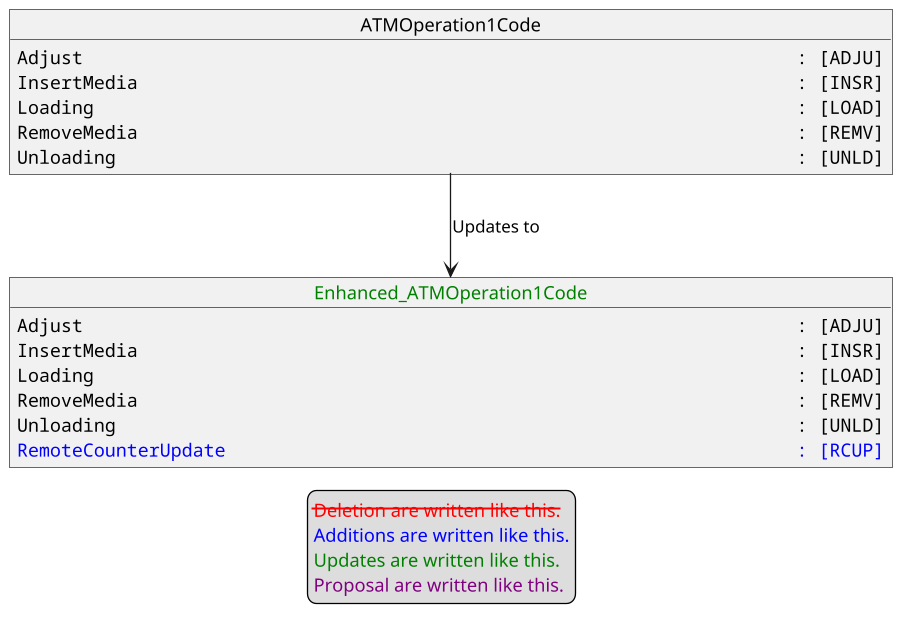 ATMOperation1Code
Adjust : [ADJU]
InsertMedia : [INSR]
Loading : [LOAD]
RemoveMedia : [REMV]
Unloading : [UNLD]
Updates to
Enhanced_ATMOperation1Code
Adjust : [ADJU]
InsertMedia : [INSR]
Loading : [LOAD]
RemoveMedia : [REMV]
Unloading : [UNLD]
RemoteCounterUpdate : [RCUP]
Deletion are written like this.
Additions are written like this.
Updates are written like this.
Proposal are written like this.